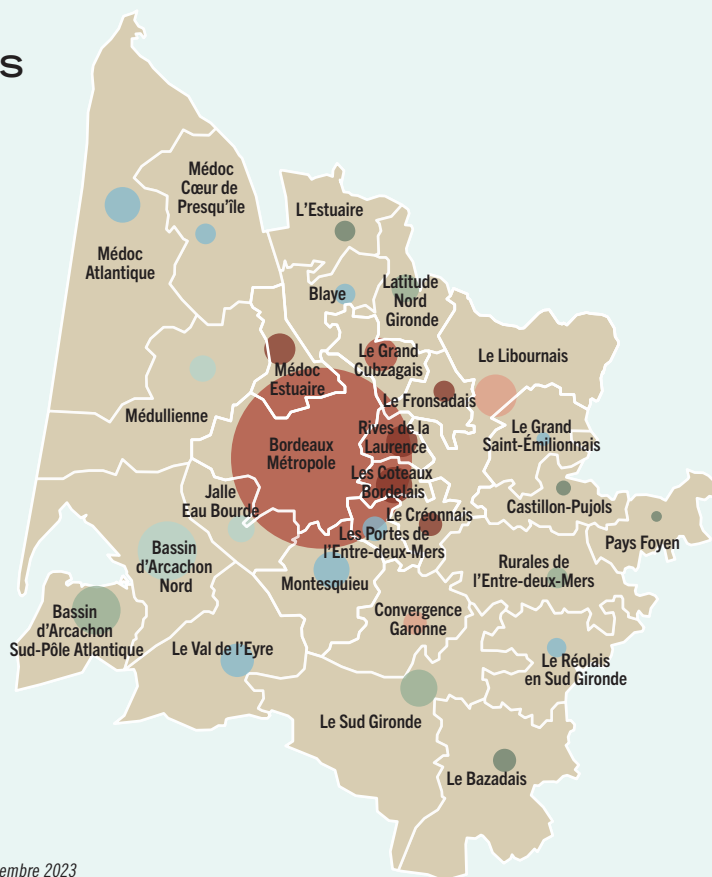 s
Médoc
Cœur de
Presqu'île
L'Estuaire
Médoc
Atlantique
Latitude
Nord
Gironde
Blaye
Le Grand
Cubzagais
Le Libournais
Médoc
Estuaire
Le Fronsadais
Médullienne
Rives de la
Laurence
Le Grand
Saint-Émilionnais
Bordeaux
Métropole
Les Coteaux
Bordelais
Jalle
Eau Bourde
Castillon-Pujols
Le Créonnais
Les Portes de
l'Entre-deux-Mers
Pays Foyen
Bassin
d'Arcachon
Nord
Rurales de
l'Entre-deux-Mers
Montesquieu
Bassin
d'Arcachon
Sud-Pôle Atlantique
Convergence
Garonne
Le Val de l'Eyre
Le Réolais
en Sud Gironde
Le Sud Gironde
Le Bazadais
embre 2023